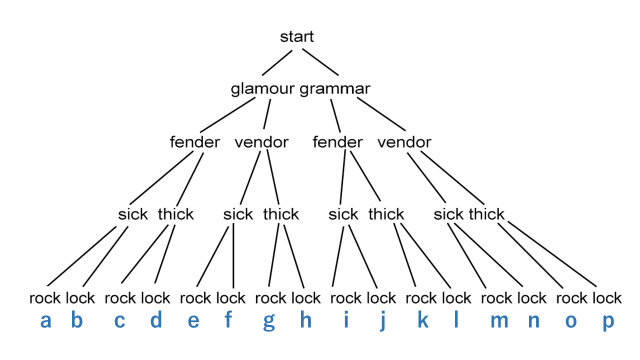 start
glamour grammar
fender vendor fender vendor
sick thick sick thick sick thick sick thick
rock lock rock lock rock lock rock lock rock lock rock lock rock lock rock lock
a b c d e f g h i j k l m n o p